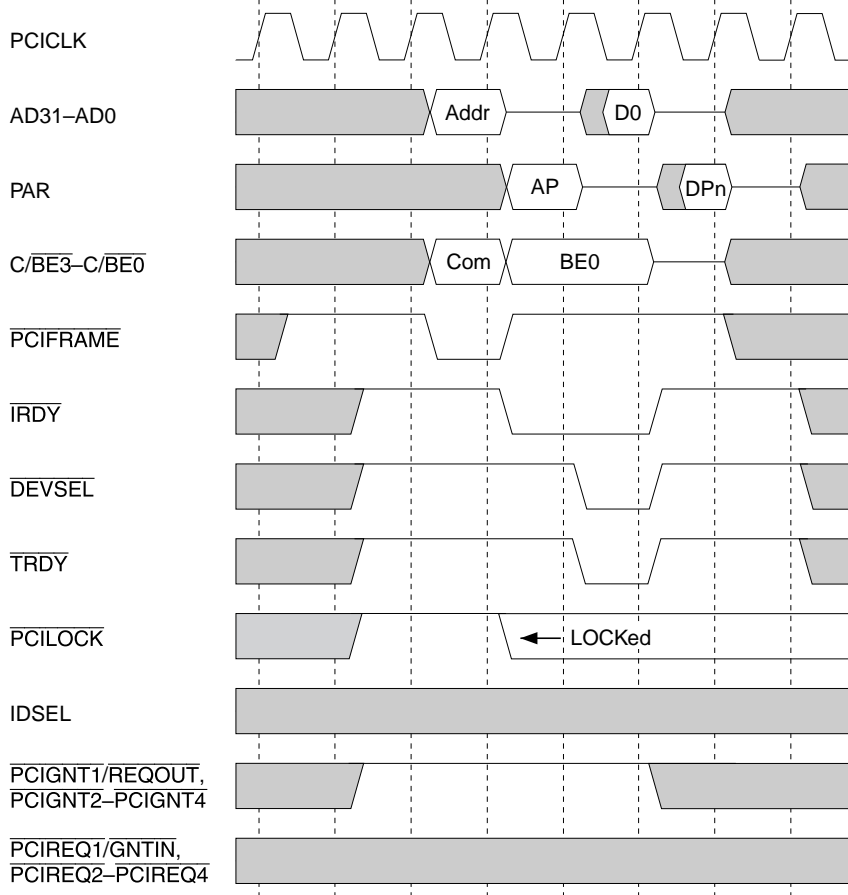 PCICLK
AD31–AD0
Addr
D0
PAR
AP
DPn
C/BE3–C/BE0
Com
BE0
PCIFRAME
IRDY
DEVSEL
TRDY
PCILOCK
LOCKed
IDSEL
PCIGNT1/REQOUT,
PCIGNT2–PCIGNT4
PCIREQ1/GNTIN,
PCIREQ2–PCIREQ4